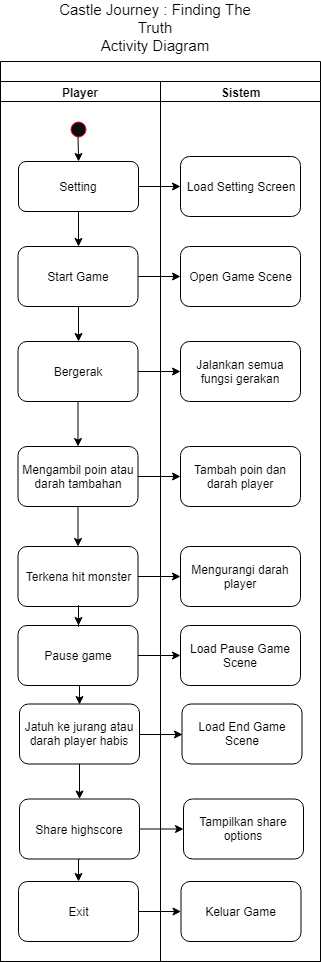 Castle Journey : Finding The
Truth
Activity Diagram
Player
Sistem
Setting
Load Setting Screen
Start Game
Open Game Scene
Bergerak
Jalankan semua
fungsi gerakan
Mengambil poin atau
darah tambahan
Tambah poin dan
darah player
Terkena hit monster
Mengurangi darah
player
Pause game
Load Pause Game
Scene
Jatuh ke jurang atau
darah player habis
Load End Game
Scene
Share highscore
Tampilkan share
options
Exit
Keluar Game